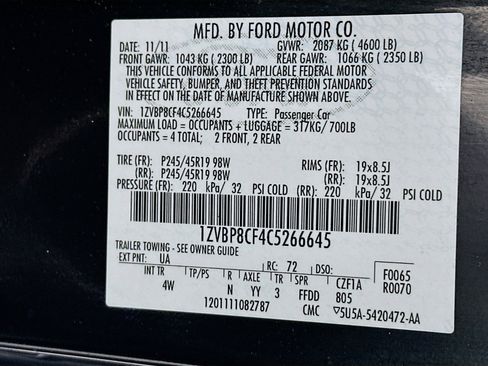 MFD. BY FORD MOTOR CO.
DATE: 11/11 GVWR: 2087 KG ( 4600 LB)
FRONT GAWR: 1043 KG ( 2300 LB) REAR GAWR: 1066 KG ( 2350 LB)
THIS VEHICLE CONFORMS TO ALL APPLICABLE FEDERAL MOTOR
VEHICLE SAFETY, BUMPER, AND THEFT PREVENTION STANDARDS
IN EFFECT ON THE DATE OF MANUFACTURE SHOWN ABOVE.
VIN: 1ZVBP8CF4C5266645 TYPE: Passenger Car
MAXIMUM LOAD = OCCUPANTS + LUGGAGE = 317KG/ 700LB
OCCUPANTS = 4 TOTAL; 2 FRONT, 2 REAR
TIRE (FR): P245/45R19 98W RIMS (FR): 19x8.5J
(RR): P245/45R19 98W (RR): 19x8.5J
PRESSURE (FR): 220 kPa/ 32 PSI COLD (RR): 220 kPa/ 32 PSI COLD
1ZVBP8CF4C5266645
TRAILER TOWING - SEE OWNER GUIDE
EXT PNT: UA RC: 72 DSO: F0065
INT TR TP/PS R AXLE TR SPR CZF1A R0070
4W N YY 3 FFDD 805
1201111082787 CMC ▽5U5A-5420472-AA